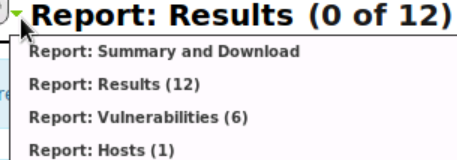 Report: Results (0 of 12)
Report: Summary and Download
Report: Results (12)
Report: Vulnerabilities (6)
Report: Hosts (1)